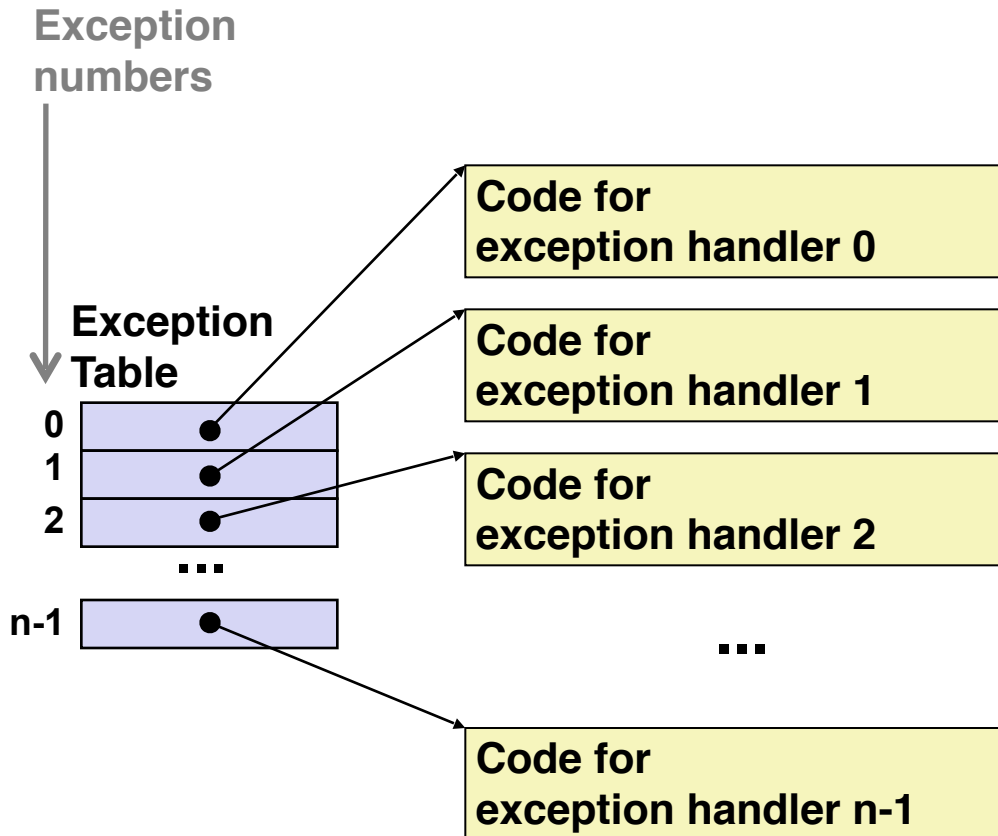 Exception
numbers
Code for
exception handler 0
Exception
Table
Code for
exception handler 1
0
1
2
Code for
exception handler 2
...
n-1
...
Code for
exception handler n-1